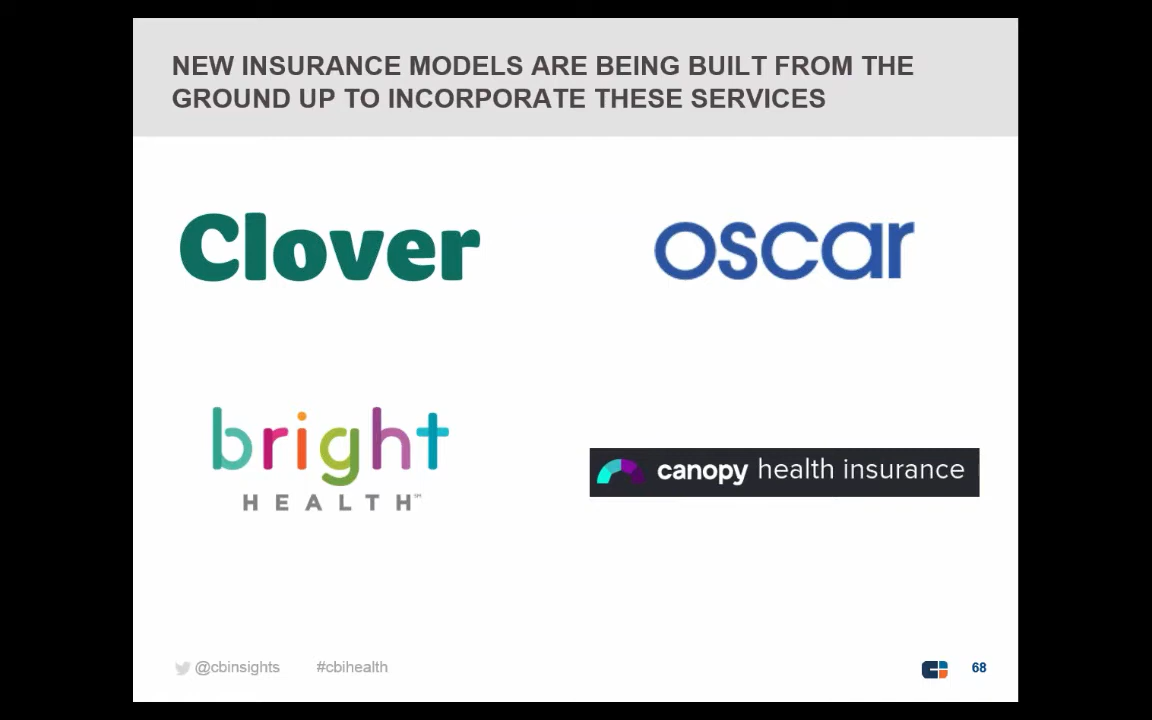 NEW INSURANCE MODELS ARE BEING BUILT FROM THE
GROUND UP TO INCORPORATE THESE SERVICES
Clover
oscar
bright
HEALTH℠
canopy health insurance
@cbinsights #cbihealth
68